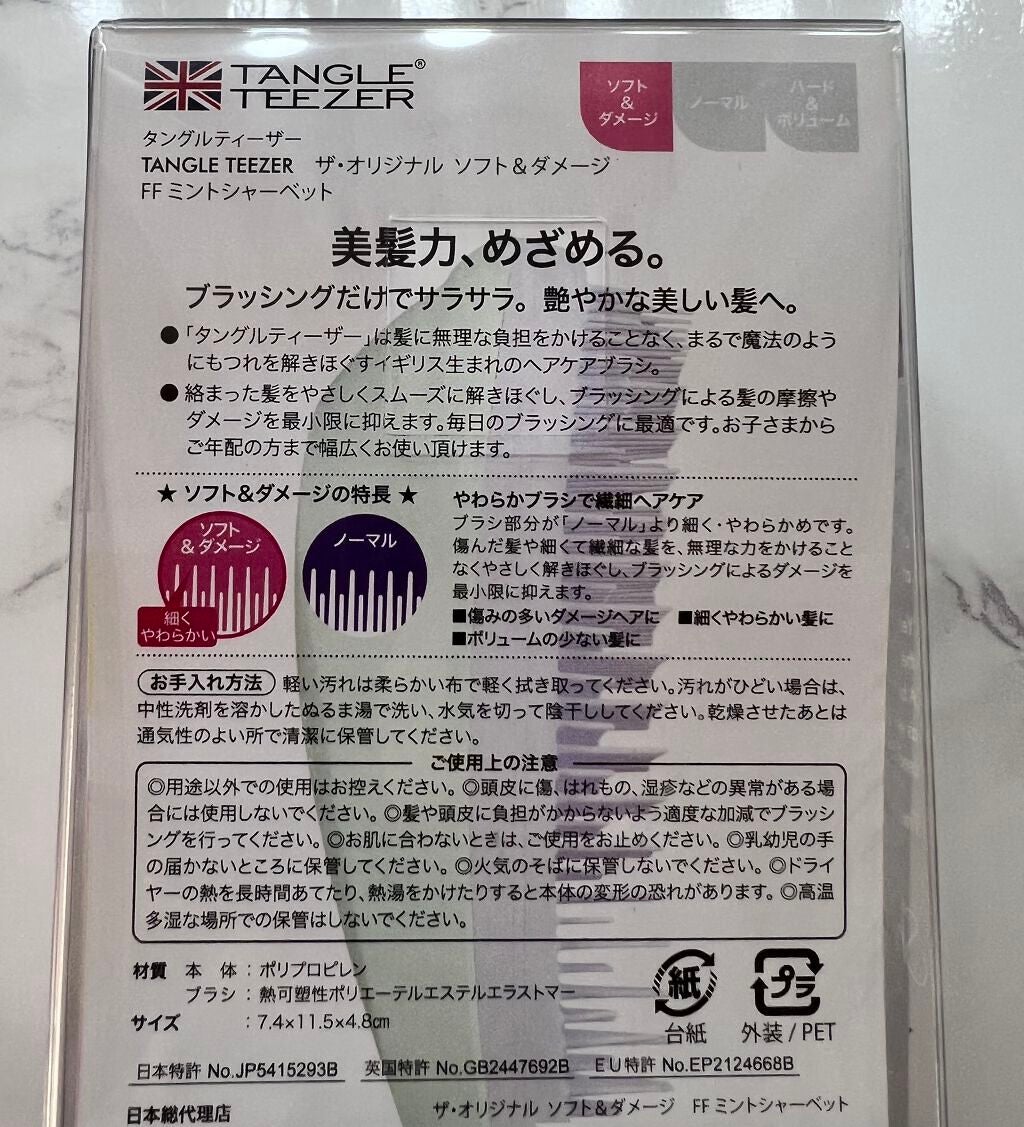 TANGLE®
TEEZER
ソフト
&
ダメージ
ノーマル
ハード
&
ボリューム
タングルティーザー
TANGLE TEEZER ザ・オリジナル ソフト&ダメージ
FF ミントシャーベット
美髪力、めざめる。
ブラッシングだけでサラサラ。艶やかな美しい髪へ。
●「タングルティーザー」は髪に無理な負担をかけることなく、まるで魔法のよう
にもつれを解きほぐすイギリス生まれのヘアケアブラシ。
● 絡まった髪をやさしくスムーズに解きほぐし、ブラッシングによる髪の摩擦や
ダメージを最小限に抑えます。毎日のブラッシングに最適です。お子さまから
ご年配の方まで幅広くお使い頂けます。
★ ソフト&ダメージの特長 ★
ソフト
&ダメージ
細く
やわらかい
ノーマル
やわらかブラシで繊細ヘアケア
ブラシ部分が「ノーマル」より細く・やわらかめです。
傷んだ髪や細くて繊細な髪を、無理な力をかけること
なくやさしく解きほぐし、ブラッシングによるダメージを
最小限に抑えます。
■傷みの多いダメージヘアに ■細くやわらかい髪に
■ボリュームの少ない髪に
お手入れ方法 軽い汚れは柔らかい布で軽く拭き取ってください。汚れがひどい場合は、
中性洗剤を溶かしたぬるま湯で洗い、水気を切って陰干ししてください。乾燥させたあとは
通気性のよい所で清潔に保管してください。
ご使用上の注意
◎用途以外での使用はお控えください。◎頭皮に傷、はれもの、湿疹などの異常がある場
合には使用しないでください。◎髪や頭皮に負担がかからないよう適度な加減でブラッシ
ングを行ってください。◎お肌に合わないときは、ご使用をお止めください。◎乳幼児の手
の届かないところに保管してください。◎火気のそばに保管しないでください。◎ドライ
ヤーの熱を長時間あてたり、熱湯をかけたりすると本体の変形の恐れがあります。◎高温
多湿な場所での保管はしないでください。
材質 本 体 : ポリプロピレン
ブラシ : 熱可塑性ポリエーテルエステルエラストマー
サイズ : 7.4×11.5×4.8㎝
紙
台紙
プラ
外装 / PET
日本特許 No.JP5415293B 英国特許 No.GB2447692B EU特許 No.EP2124668B
日本総代理店
ザ・オリジナル ソフト&ダメージ FF ミントシャーベット